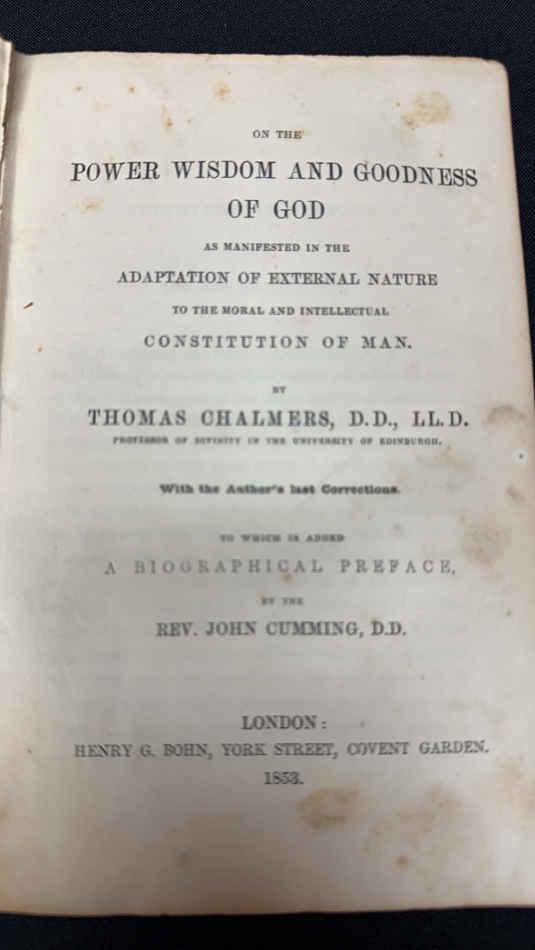 ON THE
POWER WISDOM AND GOODNESS
OF GOD
AS MANIFESTED IN THE
ADAPTATION OF EXTERNAL NATURE
TO THE MORAL AND INTELLECTUAL
CONSTITUTION OF MAN.
BY
THOMAS CHALMERS, D.D., LL.D.
PROFESSOR OF DIVINITY IN THE UNIVERSITY OF EDINBURGH.
With the Author's last Corrections.
TO WHICH IS ADDED
A BIOGRAPHICAL PREFACE,
BY THE
REV. JOHN CUMMING, D.D.
LONDON:
HENRY G. BOHN, YORK STREET, COVENT GARDEN.
1853.